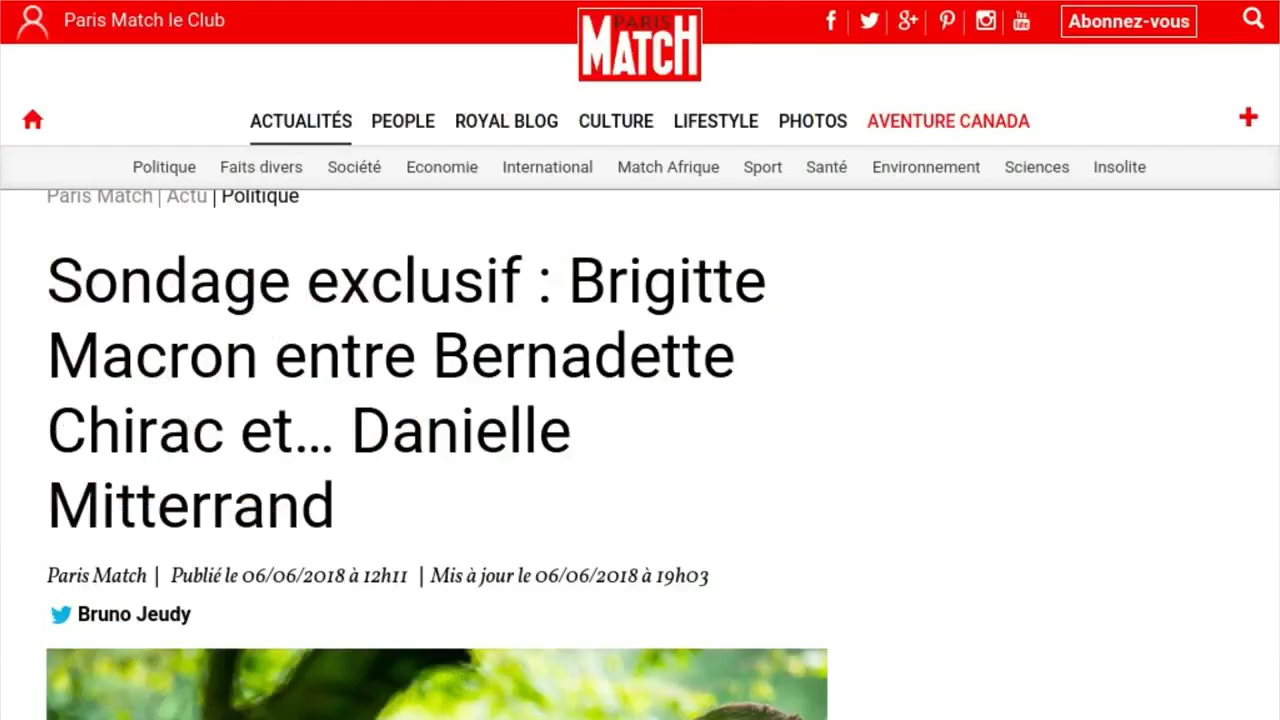 Paris Match le Club
PARIS
MATCH
f
g+
You
Tube
Abonnez-vous
ACTUALITÉS PEOPLE ROYAL BLOG CULTURE LIFESTYLE PHOTOS AVENTURE CANADA
Politique Faits divers Société Economie International Match Afrique Sport Santé Environnement Sciences Insolite
Paris Match | Actu | Politique
Sondage exclusif : Brigitte
Macron entre Bernadette
Chirac et... Danielle
Mitterrand
Paris Match | Publié le 06/06/2018 à 12h11 | Mis à jour le 06/06/2018 à 19h03
Bruno Jeudy